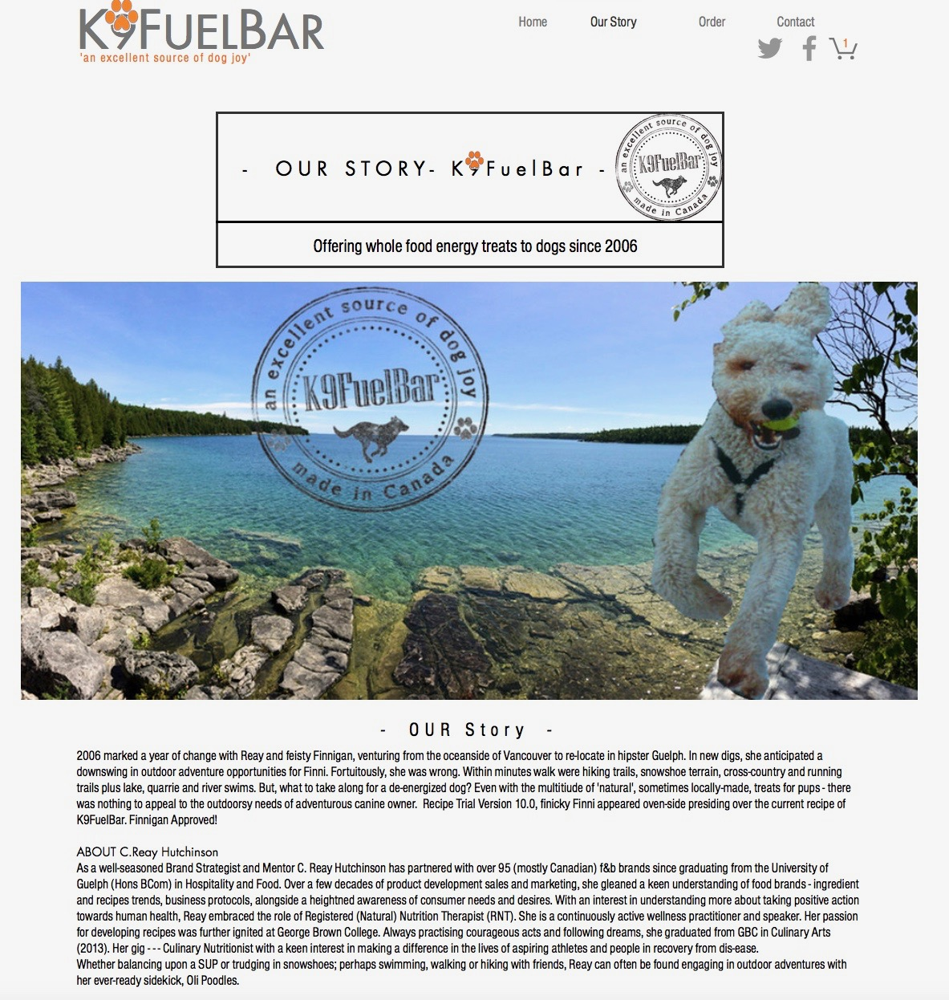 K9FUELBAR
'an excellent source of dog joy'
Home Our Story Order Contact
1
- OUR STORY- K9FuelBar -
an excellent source of dog joy
K9FuelBar
made in Canada
Offering whole food energy treats to dogs since 2006
an excellent source of dog joy
K9FuelBar
made in Canada
- OUR Story -
2006 marked a year of change with Reay and feisty Finnigan, venturing from the oceanside of Vancouver to re-locate in hipster Guelph. In new digs, she anticipated a
downswing in outdoor adventure opportunities for Finni. Fortuitously, she was wrong. Within minutes walk were hiking trails, snowshoe terrain, cross-country and running
trails plus lake, quarrie and river swims. But, what to take along for a de-energized dog? Even with the multitiude of 'natural', sometimes locally-made, treats for pups - there
was nothing to appeal to the outdoorsy needs of adventurous canine owner. Recipe Trial Version 10.0, finicky Finni appeared oven-side presiding over the current recipe of
K9FuelBar. Finnigan Approved!
ABOUT C.Reay Hutchinson
As a well-seasoned Brand Strategist and Mentor C. Reay Hutchinson has partnered with over 95 (mostly Canadian) f&b brands since graduating from the University of
Guelph (Hons BCom) in Hospitality and Food. Over a few decades of product development sales and marketing, she gleaned a keen understanding of food brands - ingredient
and recipes trends, business protocols, alongside a heightned awareness of consumer needs and desires. With an interest in understanding more about taking positive action
towards human health, Reay embraced the role of Registered (Natural) Nutrition Therapist (RNT). She is a continuously active wellness practitioner and speaker. Her passion
for developing recipes was further ignited at George Brown College. Always practising courageous acts and following dreams, she graduated from GBC in Culinary Arts
(2013). Her gig - - - Culinary Nutritionist with a keen interest in making a difference in the lives of aspiring athletes and people in recovery from dis-ease.
Whether balancing upon a SUP or trudging in snowshoes; perhaps swimming, walking or hiking with friends, Reay can often be found engaging in outdoor adventures with
her ever-ready sidekick, Oli Poodles.